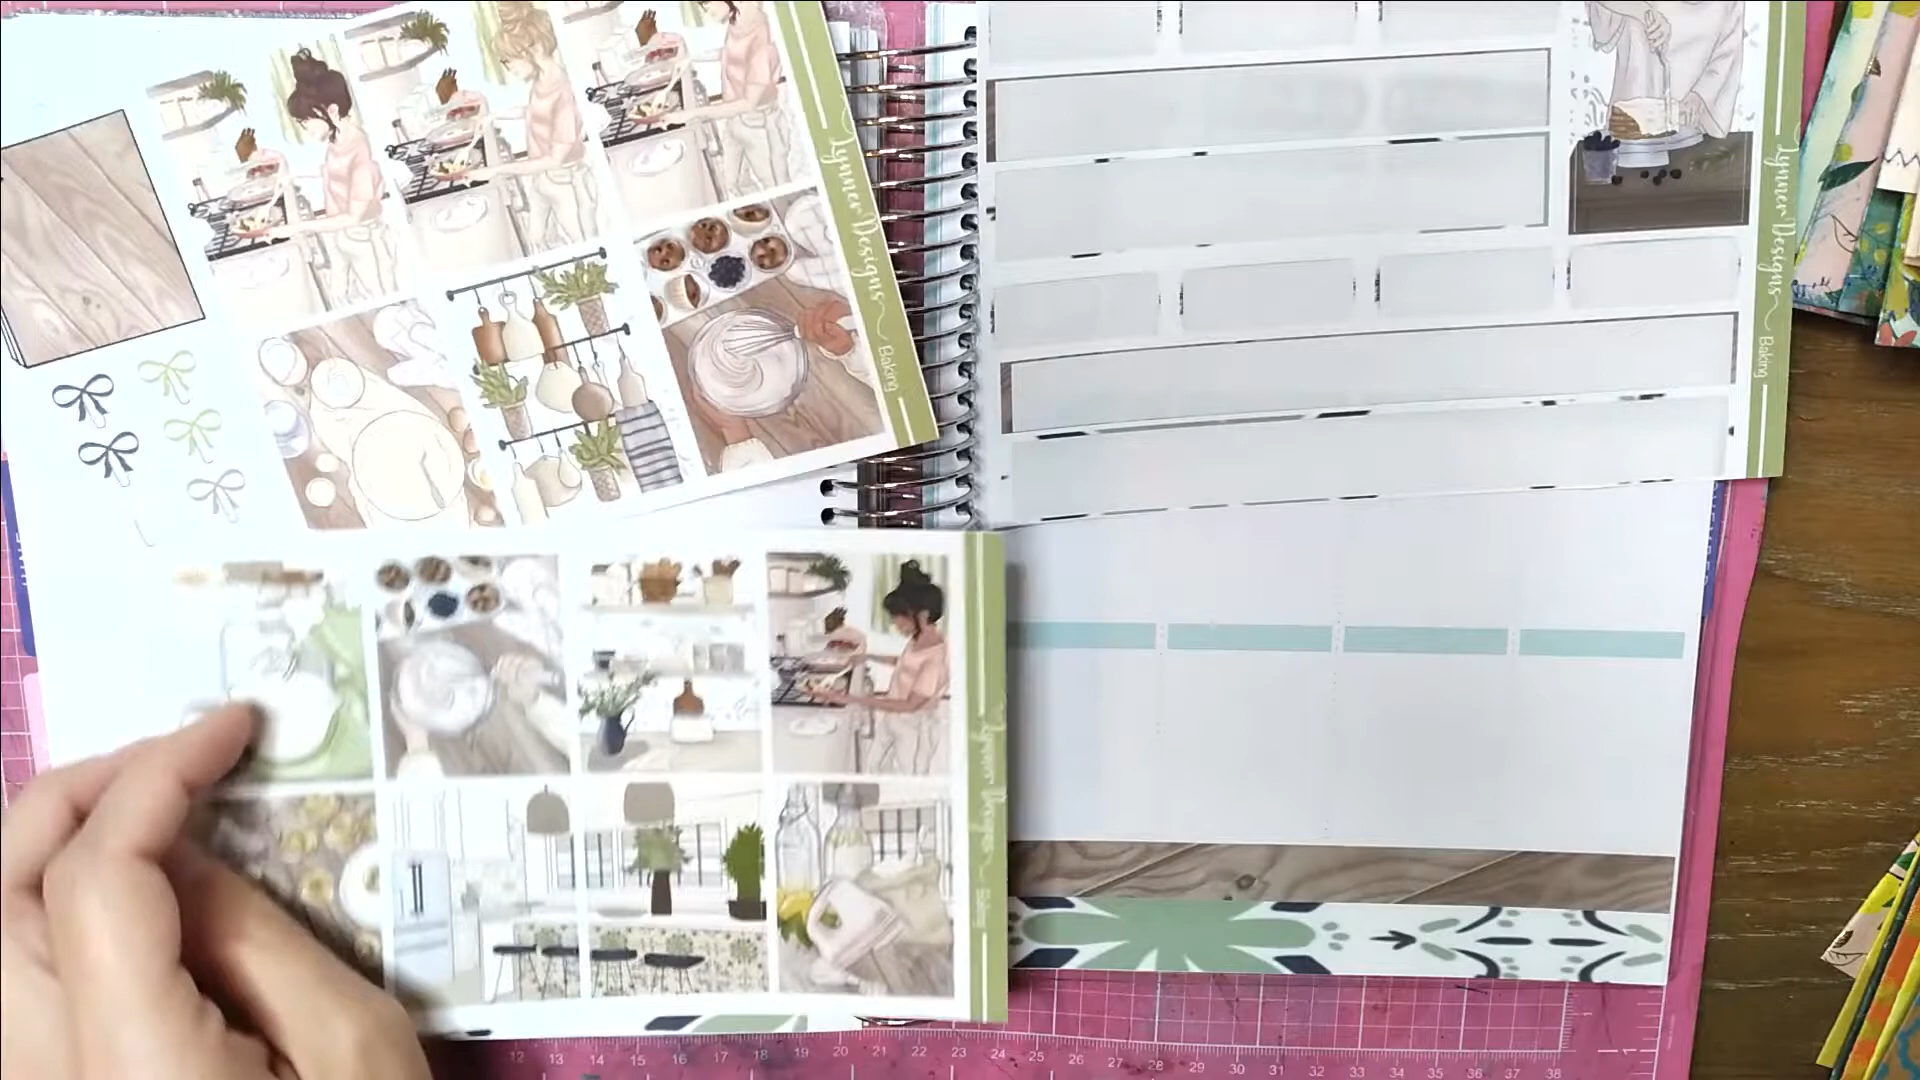 Lynner Designs
Baking
Lynner Designs
Baking
Lynner Designs
12 13 14 15 16 17 18 19 20 21 22 23 24 25 26 27 28 29 30 31 32 33 34 35 36 37 38